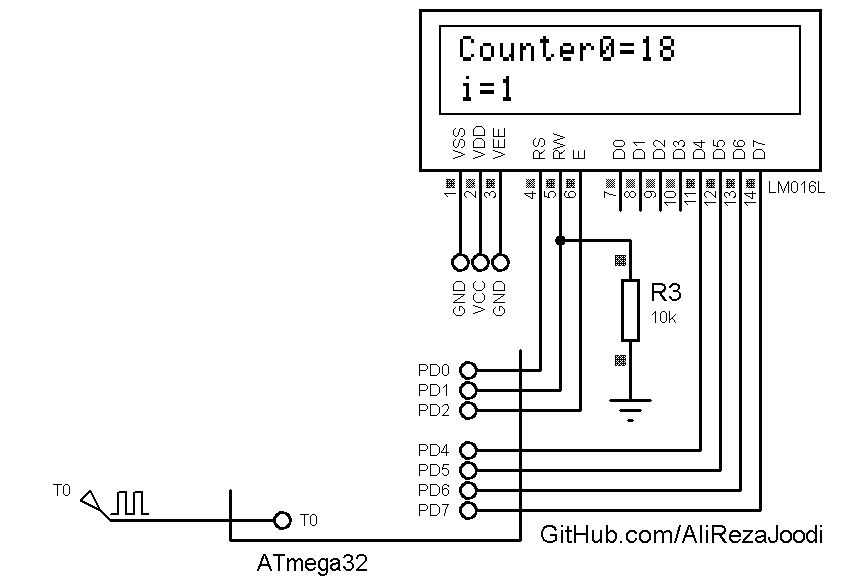 Counter0=18
i=1
VSS VDD VEE RS RW E D0 D1 D2 D3 D4 D5 D6 D7
1 2 3 4 5 6 7 8 9 10 11 12 13 14
LM016L
GND VCC GND
R3
10k
PD0
PD1
PD2
PD4
PD5
PD6
PD7
T0
T0
GitHub.com/AliRezaJoodi
ATmega32